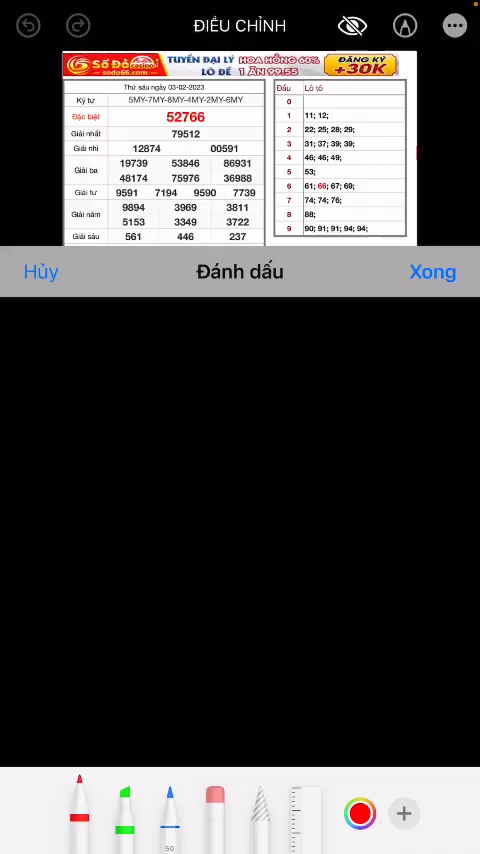 ĐIỀU CHỈNH
Số Đỏ casino
sodo66.com
TUYỂN ĐẠI LÝ HOA HỒNG 60%
LÔ ĐỀ 1 ĂN 99.55
ĐĂNG KÝ
+30K
Thứ sáu ngày 03-02-2023
Ký tự 5MY-7MY-8MY-4MY-2MY-6MY
Đặc biệt 52766
Giải nhất 79512
Giải nhì 12874 00591
Giải ba 19739 53846 86931
48174 75976 36988
Giải tư 9591 7194 9590 7739
Giải năm 9894 3969 3811
5153 3349 3722
Giải sáu 561 446 237
Đầu Lô tô
0
1 11; 12;
2 22; 25; 28; 29;
3 31; 37; 39; 39;
4 46; 46; 49;
5 53;
6 61; 66; 67; 69;
7 74; 74; 76;
8 88;
9 90; 91; 91; 94; 94;
Hủy Đánh dấu Xong
50